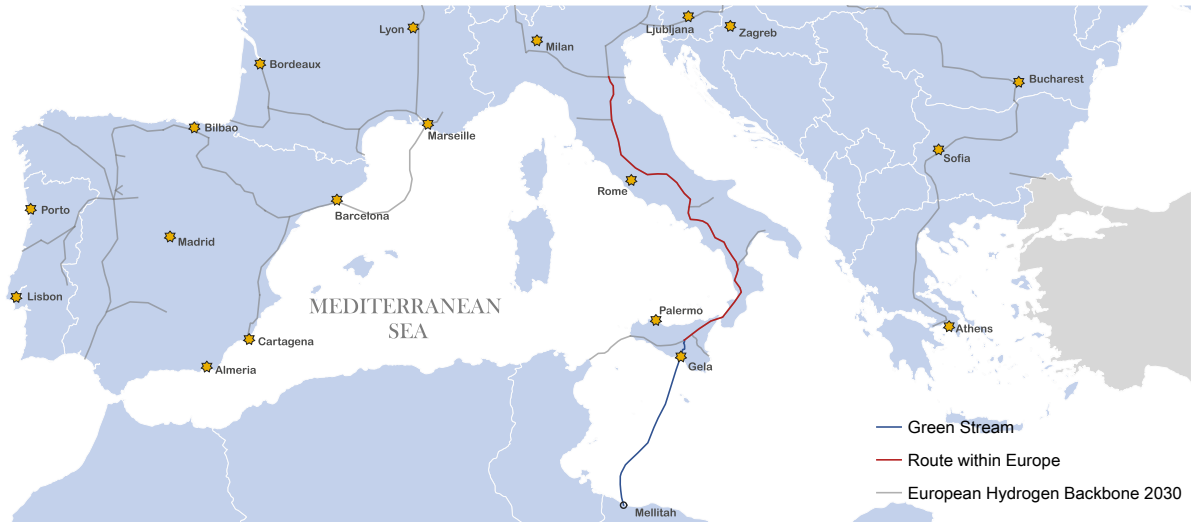 Lyon
Milan
Ljubljana
Zagreb
Bordeaux
Bucharest
Bilbao
Marseille
Sofia
Rome
Porto
Barcelona
Madrid
Lisbon
MEDITERRANEAN
SEA
Palermo
Athens
Cartagena
Gela
Almeria
Mellitah
Green Stream
Route within Europe
European Hydrogen Backbone 2030